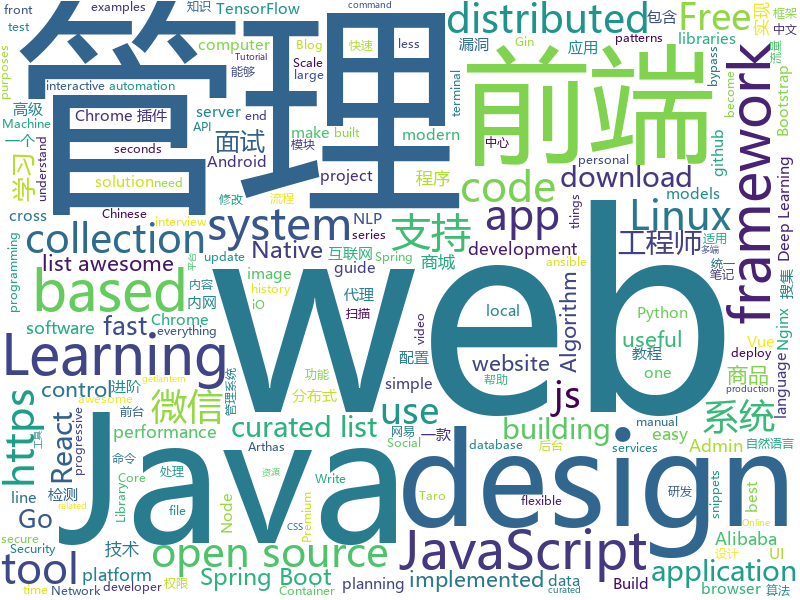 front
知识
TensorFlow
command
examples
test
Blog
快速
less
patterns
包含
漏洞
Free
libraries
实现
框架
中文
Gin
流量
管理
前端
distributed
framework
purposes
interactive
automation
computer
Tutorial
能够
Scale
large
应用
bypass
Bootstrap
高级
Machine
Chrome 插件
server
end
terminal
一个
understand
seconds
API
built
modern
中心
personal
github
become
学习
面试
make
模块
code
download
solution
need
Android
project
程序
models
Deep Learning
Chinese
修改
流程
things
cross
interview
NLP
series
支持
app
Linux
programming
collection
system
development
工程师
适用
多端
list awesome
平台
update
Native
互联网
Spring
商城
统一
笔记
搜集
内容
内网
image
guide
iO
代理
history
扫描
local
Python
based
software
fast
Chrome
everything
website
Algorithm
useful
Nginx
Vue
ansible
video
配置
教程
one
deploy
language
Learning
control
进阶
管理系统
功能
simple
js
商品
https
React
progressive
getlantern
awesome
前台
微信
分布式
帮助
use
系统
production
performance
工具
curated list
网易
一款
building
easy
Admin
manual
related
line
检测
命令
Social
后台
database
services
自然语言
Go
Library
Core
处理
资源
Arthas
Write
Taro
flexible
研发
snippets
best
web
Java
design
JavaScript
tool
技术
open source
Node
file
CSS
Premium
Alibaba
设计
UI
Online
secure
Security
platform
Spring Boot
planning
implemented
application
time
Network
developer
权限
Container
data
Build
browser
算法
curated